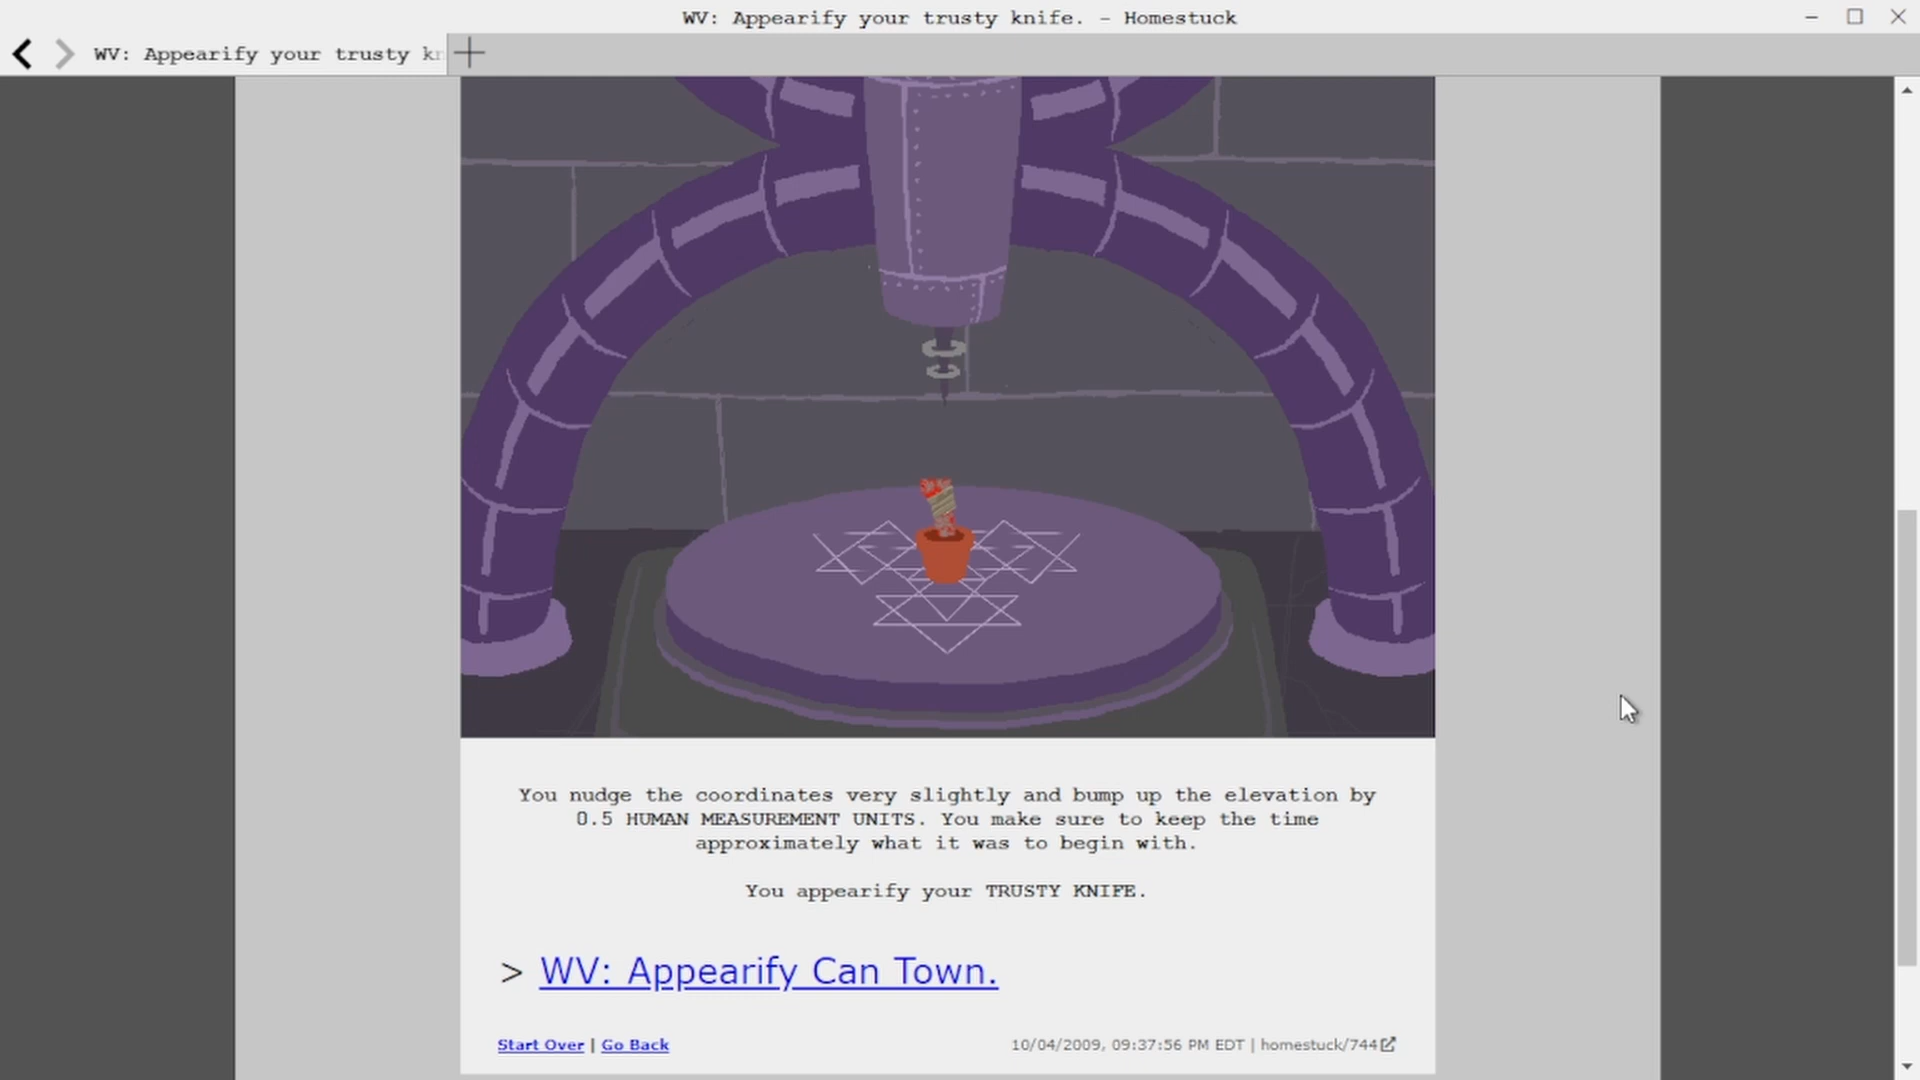 WV: Appearify your trusty knife. - Homestuck
WV: Appearify your trusty kn
You nudge the coordinates very slightly and bump up the elevation by
0.5 HUMAN MEASUREMENT UNITS. You make sure to keep the time
approximately what it was to begin with.
You appearify your TRUSTY KNIFE.
> WV: Appearify Can Town.
Start Over | Go Back
10/04/2009, 09:37:56 PM EDT | homestuck/744